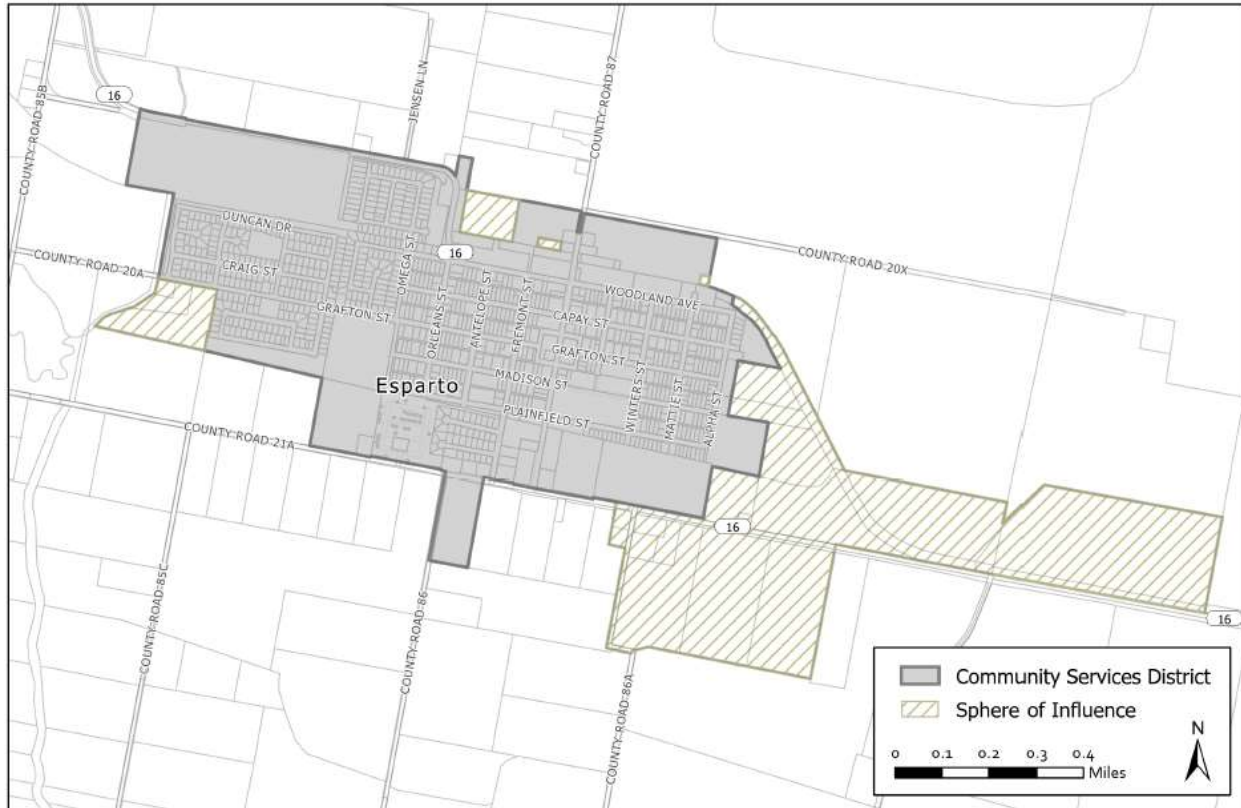 16
COUNTY ROAD 85B
JENSEN LN
COUNTY ROAD 87
DUNCAN DR
16
COUNTY ROAD 20X
COUNTY ROAD 20A
CRAIG ST
OMEGA ST
ORLEANS ST
ANTELOPE ST
FREMONT ST
WOODLAND AVE
GRAFTON ST
CAPAY ST
GRAFTON ST
MADISON ST
Esparto
WINTERS ST
MATTIE ST
ALPHA ST
PLAINFIELD ST
COUNTY ROAD 21A
16
COUNTY ROAD 85C
COUNTY ROAD 86
COUNTY ROAD 86A
16
Community Services District
Sphere of Influence
N
0 0.1 0.2 0.3 0.4
Miles